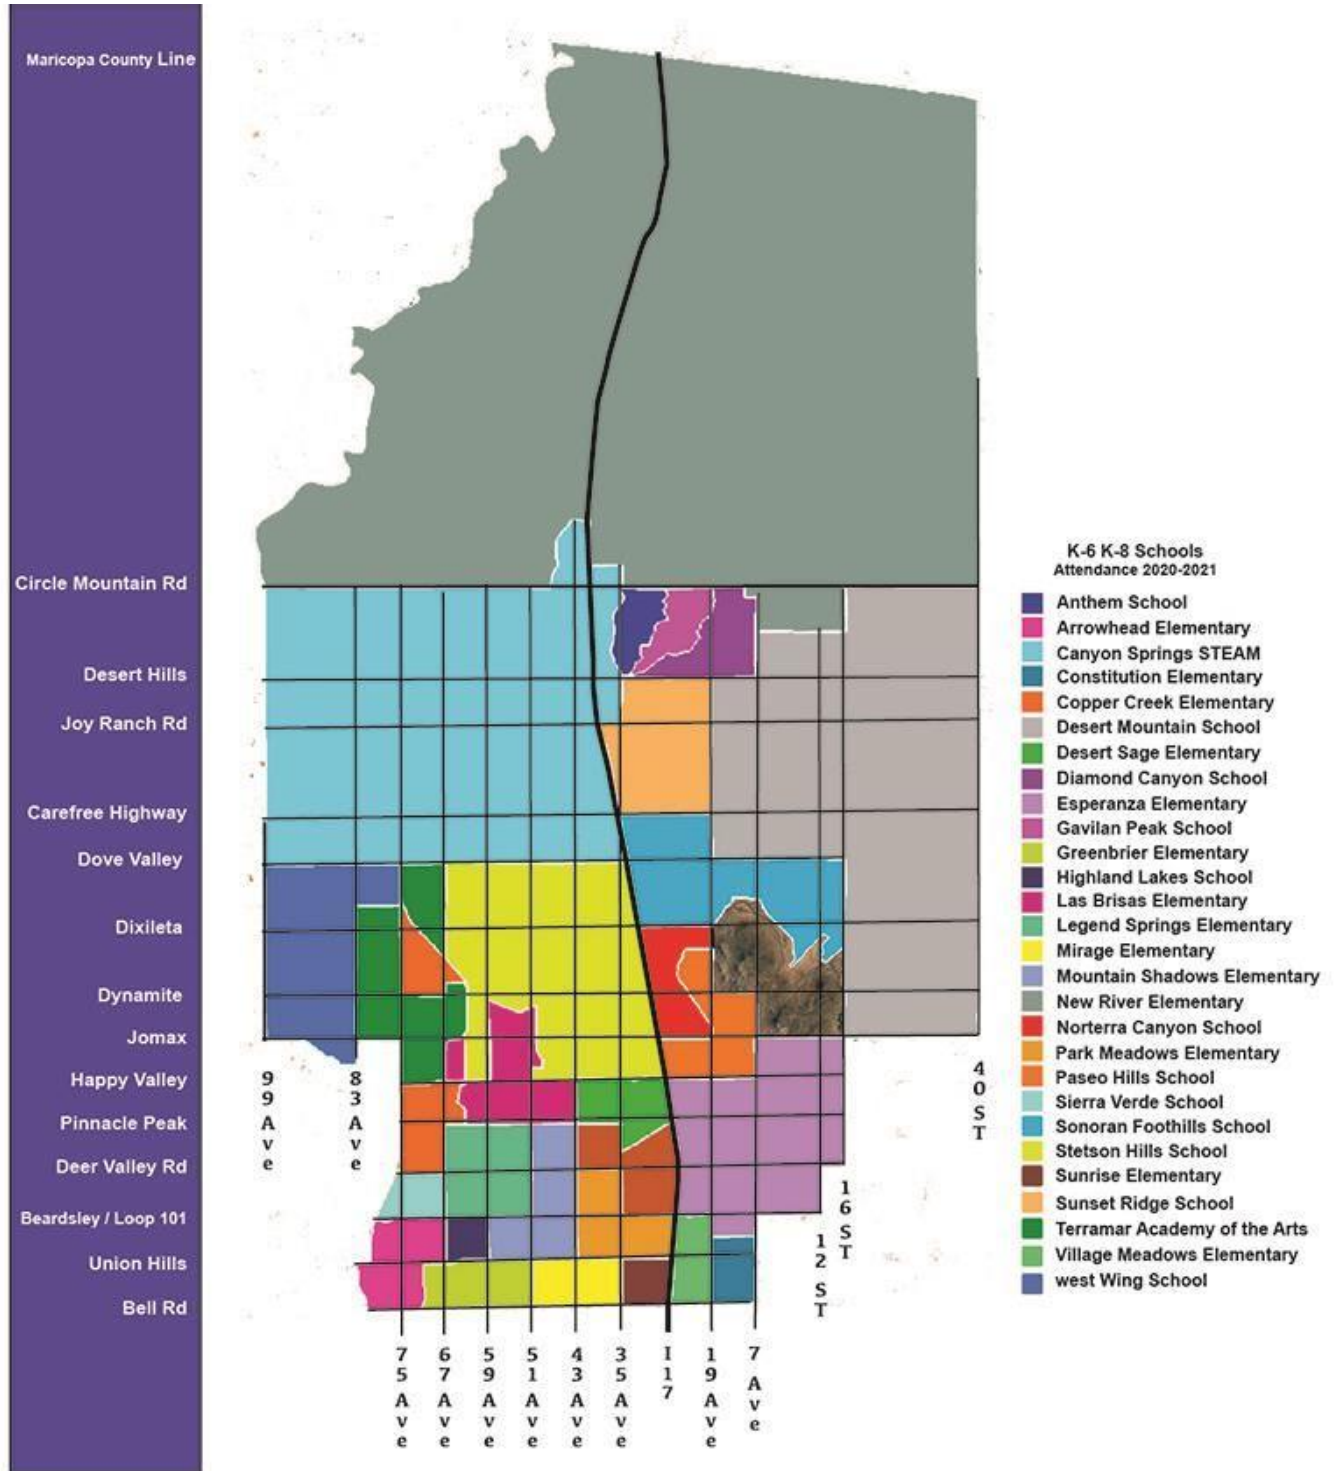 Maricopa County Line
Circle Mountain Rd
Desert Hills
Joy Ranch Rd
Carefree Highway
Dove Valley
Dixileta
Dynamite
Jomax
Happy Valley
Pinnacle Peak
Deer Valley Rd
Beardsley / Loop 101
Union Hills
Bell Rd
99 Ave
83 Ave
75 Ave
67 Ave
59 Ave
51 Ave
43 Ave
35 Ave
I17
19 Ave
7 Ave
12 ST
16 ST
40 ST
K-6 K-8 Schools
Attendance 2020-2021
Anthem School
Arrowhead Elementary
Canyon Springs STEAM
Constitution Elementary
Copper Creek Elementary
Desert Mountain School
Desert Sage Elementary
Diamond Canyon School
Esperanza Elementary
Gavilan Peak School
Greenbrier Elementary
Highland Lakes School
Las Brisas Elementary
Legend Springs Elementary
Mirage Elementary
Mountain Shadows Elementary
New River Elementary
Norterra Canyon School
Park Meadows Elementary
Paseo Hills School
Sierra Verde School
Sonoran Foothills School
Stetson Hills School
Sunrise Elementary
Sunset Ridge School
Terramar Academy of the Arts
Village Meadows Elementary
west Wing School